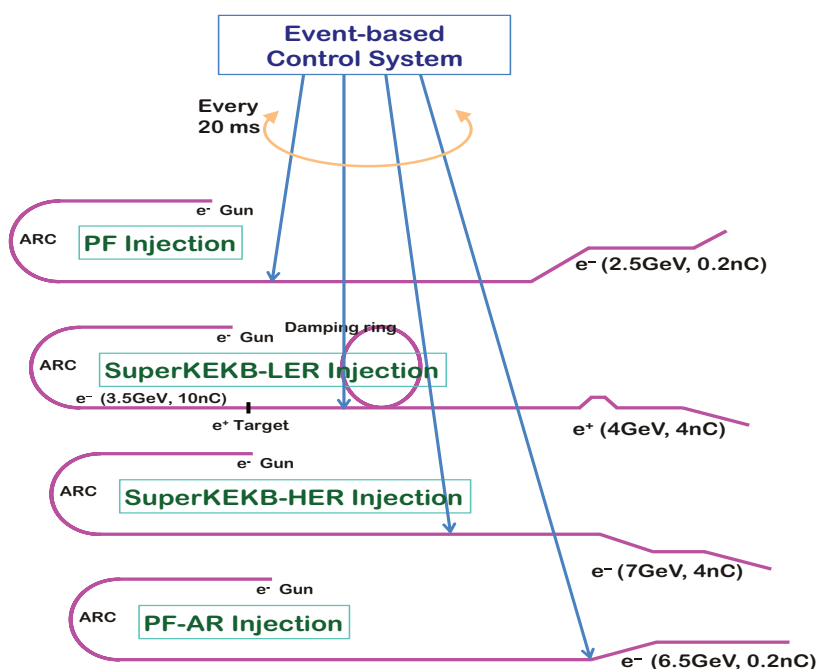 Event-based
Control System
Every
20 ms
e- Gun
ARC
PF Injection
e− (2.5GeV, 0.2nC)
Damping ring
e- Gun
ARC
SuperKEKB-LER Injection
e− (3.5GeV, 10nC)
e+ Target
e+ (4GeV, 4nC)
e- Gun
ARC
SuperKEKB-HER Injection
e− (7GeV, 4nC)
e- Gun
ARC
PF-AR Injection
e− (6.5GeV, 0.2nC)